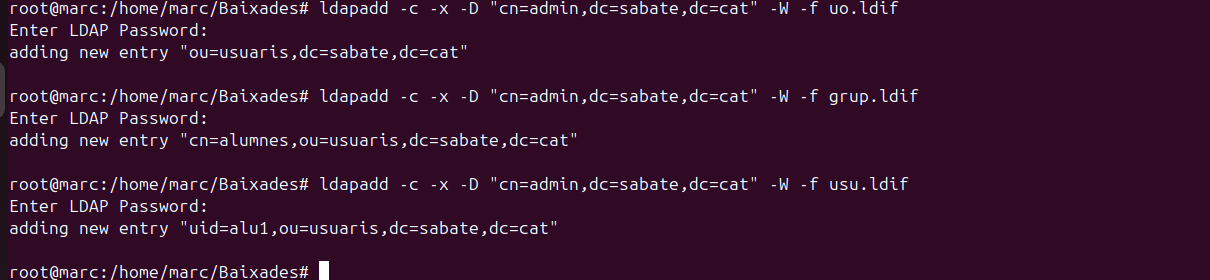 root@marc:/home/marc/Baixades# ldapadd -c -x -D "cn=admin,dc=sabate,dc=cat" -W -f uo.ldif
Enter LDAP Password:
adding new entry "ou=usuaris,dc=sabate,dc=cat"
root@marc:/home/marc/Baixades# ldapadd -c -x -D "cn=admin,dc=sabate,dc=cat" -W -f grup.ldif
Enter LDAP Password:
adding new entry "cn=alumnes,ou=usuaris,dc=sabate,dc=cat"
root@marc:/home/marc/Baixades# ldapadd -c -x -D "cn=admin,dc=sabate,dc=cat" -W -f usu.ldif
Enter LDAP Password:
adding new entry "uid=alu1,ou=usuaris,dc=sabate,dc=cat"
root@marc:/home/marc/Baixades#